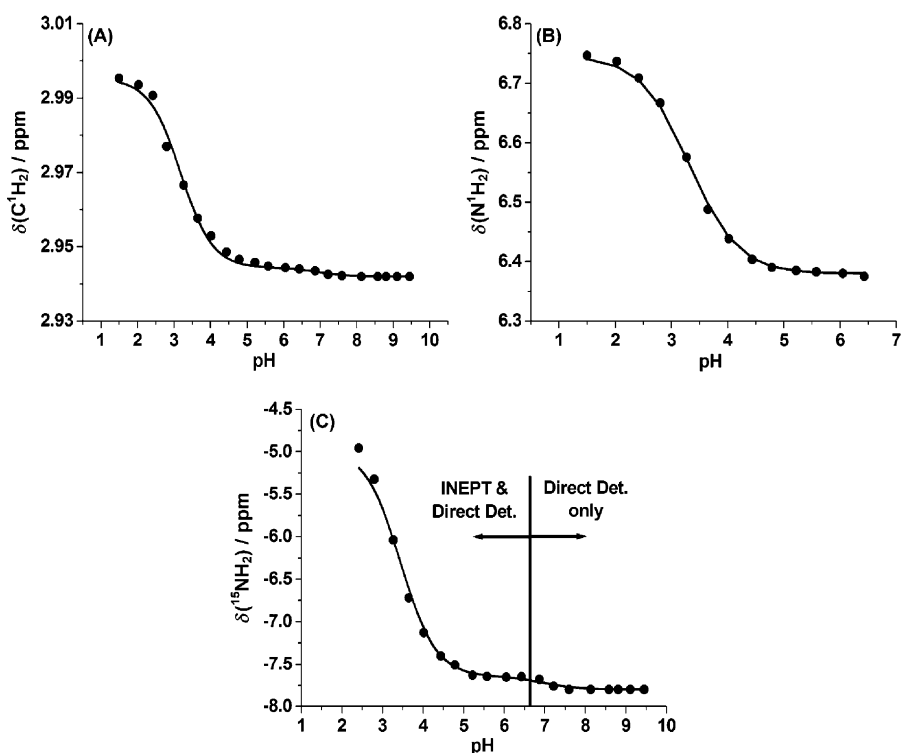 (A)
3.01
2.99
2.97
2.95
2.93
δ(C¹H₂) / ppm
1 2 3 4 5 6 7 8 9 10
pH
(B)
6.8
6.7
6.6
6.5
6.4
6.3
δ(N¹H₂) / ppm
1 2 3 4 5 6 7
pH
(C)
-4.5
-5.0
-5.5
-6.0
-6.5
-7.0
-7.5
-8.0
δ(¹⁵NH₂) / ppm
INEPT &
Direct Det.
Direct Det.
only
1 2 3 4 5 6 7 8 9 10
pH